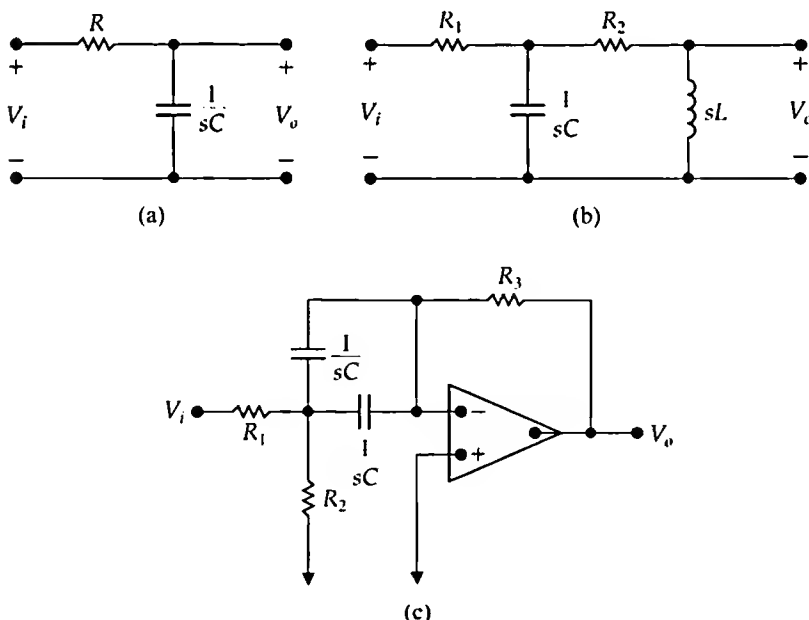 R
+
+
V_i
1
sC
V_o
−
−
(a)
R_1
R_2
+
+
V_i
1
sC
sL
V_o
−
−
(b)
R_3
1
sC
V_i
R_1
1
sC
−
+
V_o
R_2
(c)